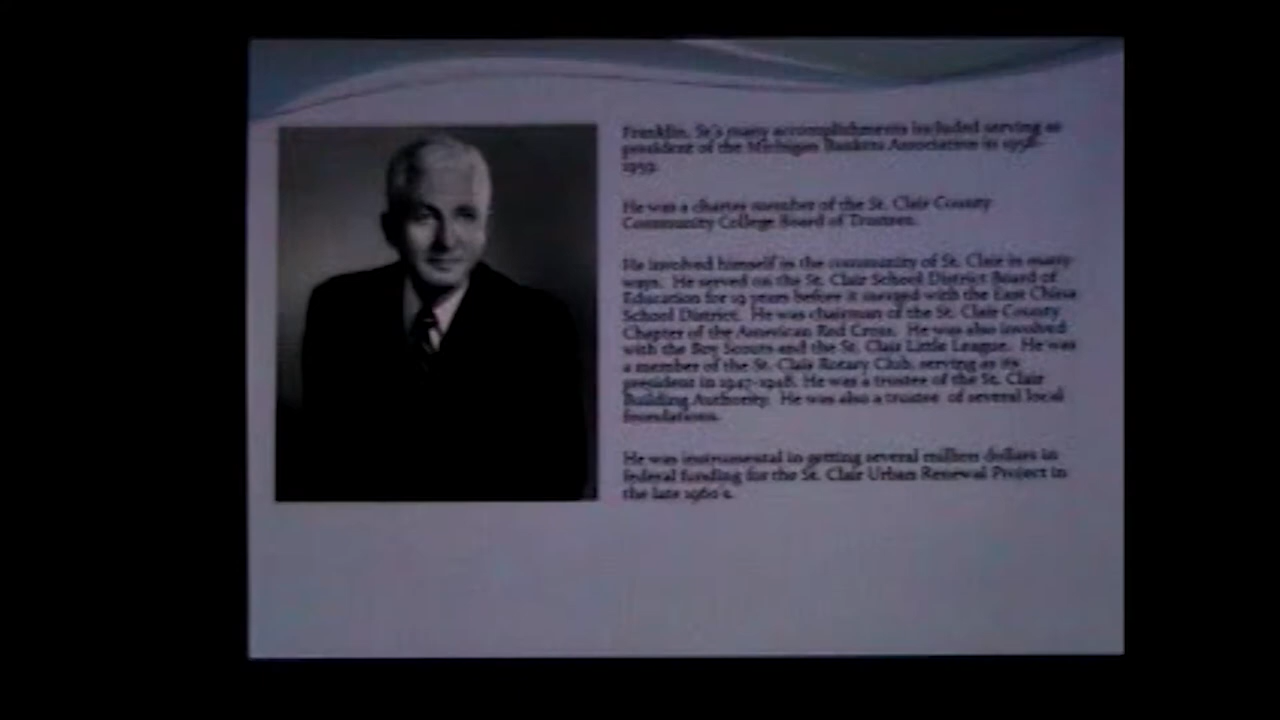 Franklin, Sr.'s many accomplishments included serving as
president of the Michigan Bankers Association in 1958-
1959.
He was a charter member of the St. Clair County
Community College Board of Trustees.
He involved himself in the community of St. Clair in many
ways. He served on the St. Clair School District Board of
Education for 19 years before it merged with the East China
School District. He was chairman of the St. Clair County
Chapter of the American Red Cross. He was also involved
with the Boy Scouts and the St. Clair Little League. He was
a member of the St. Clair Rotary Club, serving as its
president in 1947-1948. He was a trustee of the St. Clair
Building Authority. He was also a trustee of several local
foundations.
He was instrumental in getting several million dollars in
federal funding for the St. Clair Urban Renewal Project in
the late 1960's.